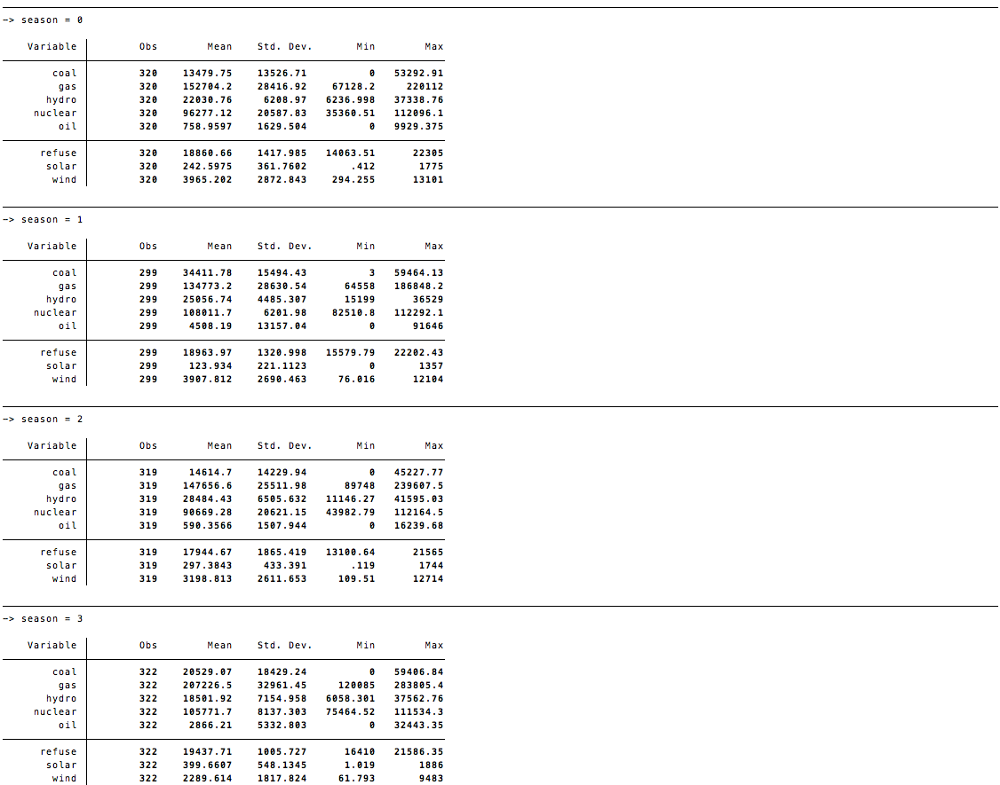 -> season = 0
Variable Obs Mean Std. Dev. Min Max
coal 320 13479.75 13526.71 0 53292.91
gas 320 152704.2 28416.92 67128.2 220112
hydro 320 22030.76 6208.97 6236.998 37338.76
nuclear 320 96277.12 20587.83 35360.51 112096.1
oil 320 758.9597 1629.504 0 9929.375
refuse 320 18860.66 1417.985 14063.51 22305
solar 320 242.5975 361.7602 .412 1775
wind 320 3965.202 2872.843 294.255 13101
-> season = 1
Variable Obs Mean Std. Dev. Min Max
coal 299 34411.78 15494.43 3 59464.13
gas 299 134773.2 28630.54 64558 186848.2
hydro 299 25056.74 4485.307 15199 36529
nuclear 299 108011.7 6201.98 82510.8 112292.1
oil 299 4508.19 13157.04 0 91646
refuse 299 18963.97 1320.998 15579.79 22202.43
solar 299 123.934 221.1123 0 1357
wind 299 3907.812 2690.463 76.016 12104
-> season = 2
Variable Obs Mean Std. Dev. Min Max
coal 319 14614.7 14229.94 0 45227.77
gas 319 147656.6 25511.98 89748 239607.5
hydro 319 28484.43 6505.632 11146.27 41595.03
nuclear 319 90669.28 20621.15 43982.79 112164.5
oil 319 590.3566 1507.944 0 16239.68
refuse 319 17944.67 1865.419 13100.64 21565
solar 319 297.3843 433.391 .119 1744
wind 319 3198.813 2611.653 109.51 12714
-> season = 3
Variable Obs Mean Std. Dev. Min Max
coal 322 20529.07 18429.24 0 59406.84
gas 322 207226.5 32961.45 120085 283805.4
hydro 322 18501.92 7154.958 6058.301 37562.76
nuclear 322 105771.7 8137.303 75464.52 111534.3
oil 322 2866.21 5332.803 0 32443.35
refuse 322 19437.71 1005.727 16410 21586.35
solar 322 399.6607 548.1345 1.019 1886
wind 322 2289.614 1817.824 61.793 9483